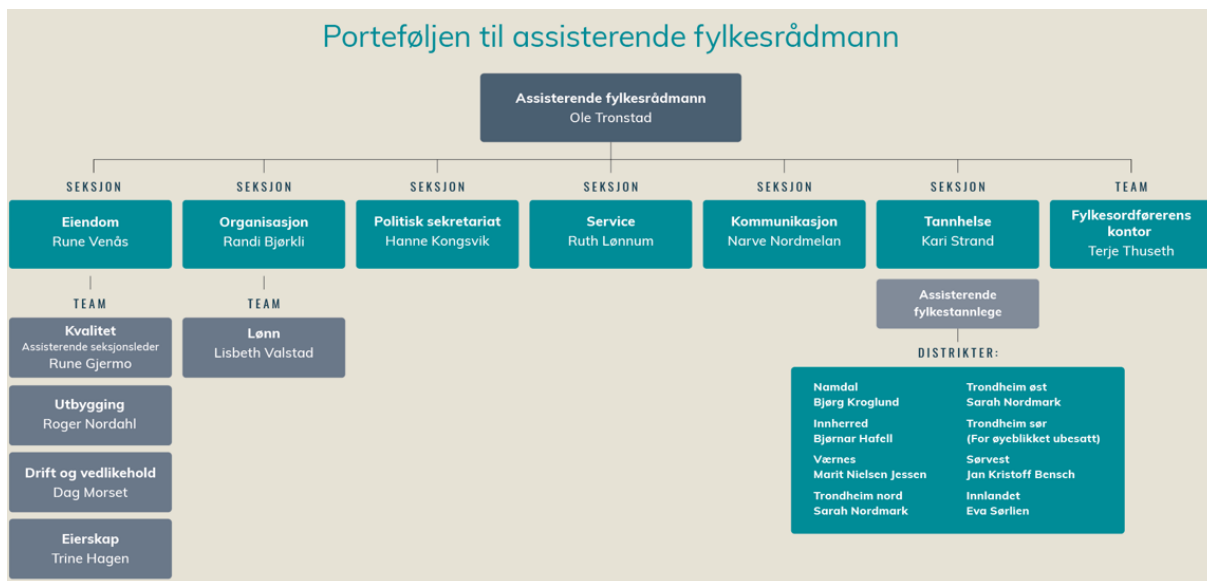 Porteføljen til assisterende fylkesrådmann
Assisterende fylkesrådmann
Ole Tronstad
SEKSJON
Eiendom
Rune Venås
SEKSJON
Organisasjon
Randi Bjørkli
SEKSJON
Politisk sekretariat
Hanne Kongsvik
SEKSJON
Service
Ruth Lønnum
SEKSJON
Kommunikasjon
Narve Nordmelan
SEKSJON
Tannhelse
Kari Strand
TEAM
Fylkesordførerens
kontor
Terje Thuseth
TEAM
Kvalitet
Assisterende seksjonsleder
Rune Gjermo
Utbygging
Roger Nordahl
Drift og vedlikehold
Dag Morset
Eierskap
Trine Hagen
TEAM
Lønn
Lisbeth Valstad
Assisterende
fylkestannlege
DISTRIKTER:
Namdal
Bjørg Kroglund
Innherred
Bjørnar Hafell
Værnes
Marit Nielsen Jessen
Trondheim nord
Sarah Nordmark
Trondheim øst
Sarah Nordmark
Trondheim sør
(For øyeblikket ubesatt)
Sørvest
Jan Kristoff Bensch
Innlandet
Eva Sørlien